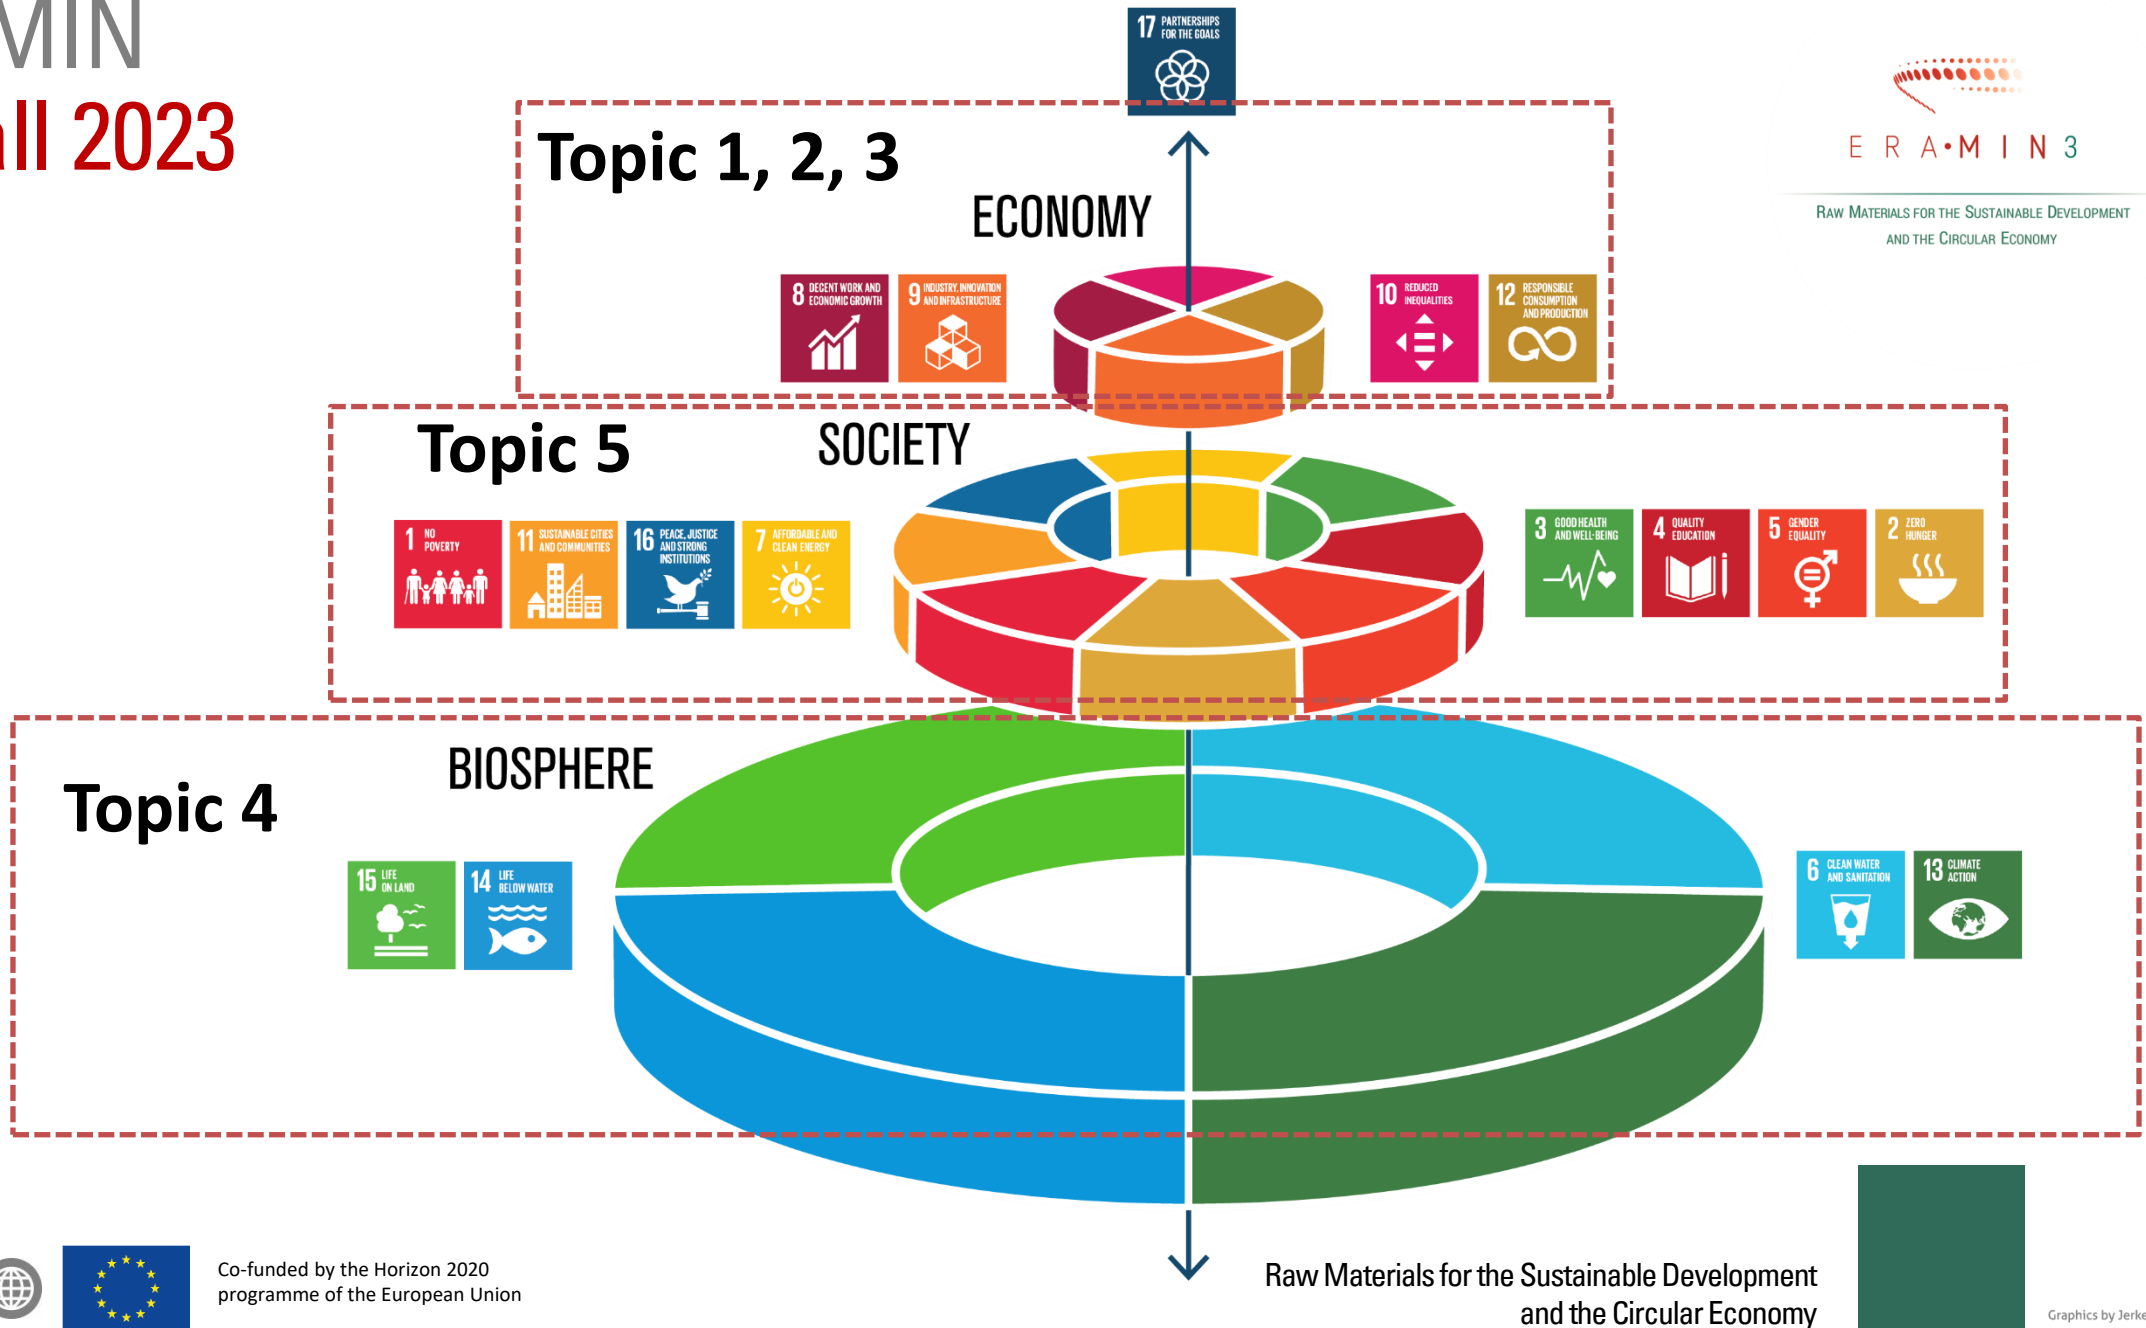 MIN
all 2023
17 PARTNERSHIPS
FOR THE GOALS
ERA•MIN 3
RAW MATERIALS FOR THE SUSTAINABLE DEVELOPMENT
AND THE CIRCULAR ECONOMY
Topic 1, 2, 3
ECONOMY
8 DECENT WORK AND
ECONOMIC GROWTH
9 INDUSTRY, INNOVATION
AND INFRASTRUCTURE
10 REDUCED
INEQUALITIES
12 RESPONSIBLE
CONSUMPTION
AND PRODUCTION
Topic 5
SOCIETY
1 NO
POVERTY
11 SUSTAINABLE CITIES
AND COMMUNITIES
16 PEACE, JUSTICE
AND STRONG
INSTITUTIONS
7 AFFORDABLE AND
CLEAN ENERGY
3 GOOD HEALTH
AND WELL-BEING
4 QUALITY
EDUCATION
5 GENDER
EQUALITY
2 ZERO
HUNGER
BIOSPHERE
Topic 4
15 LIFE
ON LAND
14 LIFE
BELOW WATER
6 CLEAN WATER
AND SANITATION
13 CLIMATE
ACTION
Co-funded by the Horizon 2020
programme of the European Union
Raw Materials for the Sustainable Development
and the Circular Economy
Graphics by Jerke